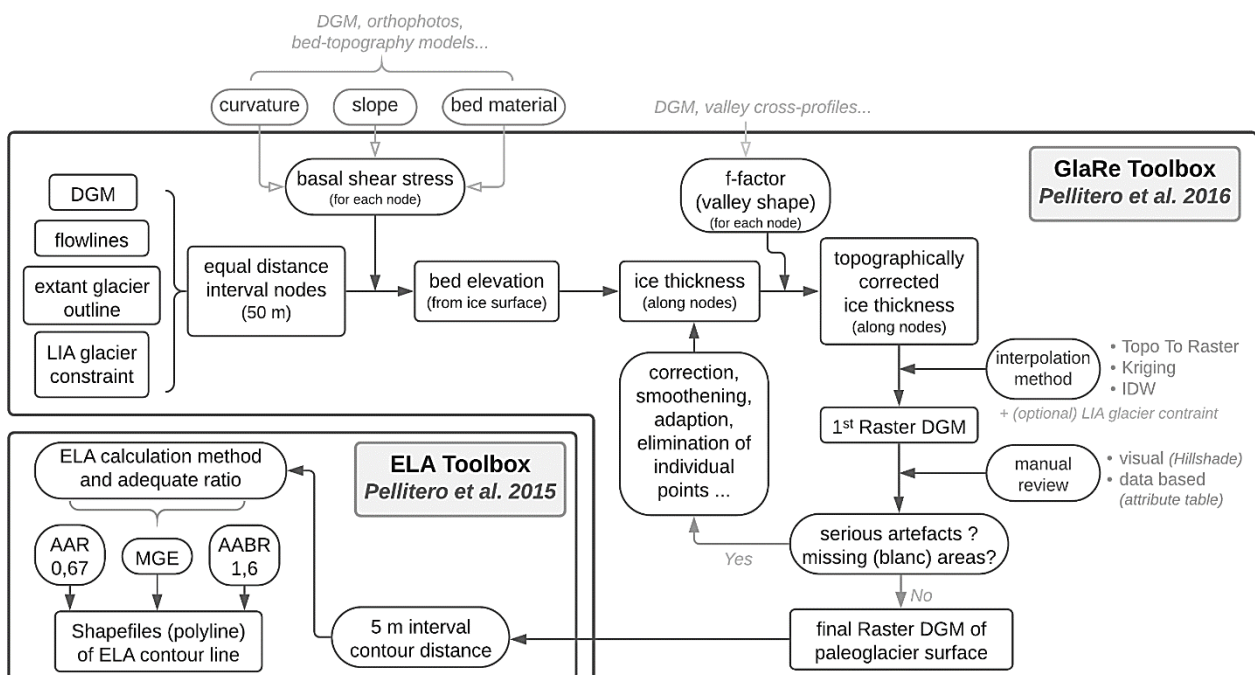 DGM, orthophotos,
bed-topography models...
curvature
slope
bed material
DGM, valley cross-profiles...
GlaRe Toolbox
Pellitero et al. 2016
basal shear stress
(for each node)
f-factor
(valley shape)
(for each node)
DGM
flowlines
extant glacier
outline
LIA glacier
constraint
equal distance
interval nodes
(50 m)
bed elevation
(from ice surface)
ice thickness
(along nodes)
topographically
corrected
ice thickness
(along nodes)
interpolation
method
• Topo To Raster
• Kriging
• IDW
+ (optional) LIA glacier contraint
correction,
smoothening,
adaption,
elimination of
individual
points ...
1st Raster DGM
manual
review
• visual (Hillshade)
• data based
(attribute table)
serious artefacts ?
missing (blanc) areas?
Yes
No
final Raster DGM of
paleoglacier surface
ELA Toolbox
Pellitero et al. 2015
ELA calculation method
and adequate ratio
AAR
0,67
MGE
AABR
1,6
Shapefiles (polyline)
of ELA contour line
5 m interval
contour distance